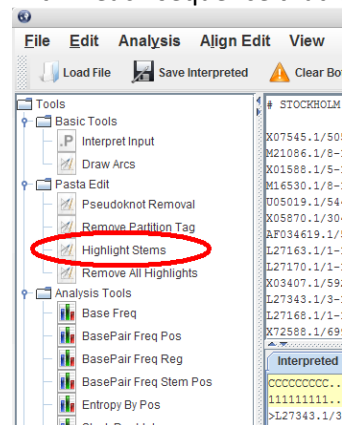 File Edit Analysis Align Edit View
Load File Save Interpreted Clear Bo
Tools
Basic Tools
.P Interpret Input
Draw Arcs
Pasta Edit
Pseudoknot Removal
Remove Partition Tag
Highlight Stems
Remove All Highlights
Analysis Tools
Base Freq
BasePair Freq Pos
BasePair Freq Reg
BasePair Freq Stem Pos
Entropy By Pos
# STOCKHOLM
X07545.1/505
M21086.1/8-
X01588.1/5-
M16530.1/8-
U05019.1/54
X05870.1/30
AF034619.1/
L27163.1/1-
L27170.1/1-
X03407.1/59
L27343.1/3-
L27168.1/1-
X72588.1/69
Interpreted
CCCCCCCCC..
111111111..
>L27343.1/3